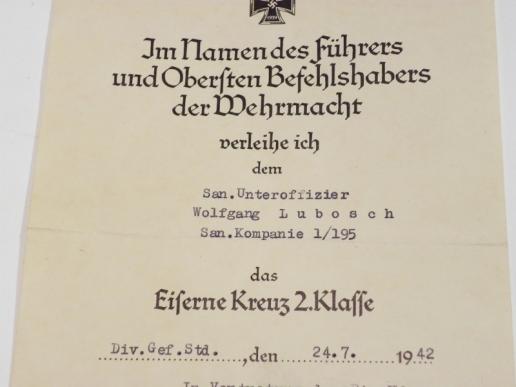 Im Namen des Führers
und Obersten Befehlshabers
der Wehrmacht
verleihe ich
dem
San.Unteroffizier
Wolfgang L u b o s c h
San.Kompanie 1/195
das
Eiserne Kreuz 2.Klasse
Div.Gef.Std. ,den 24.7. 1942